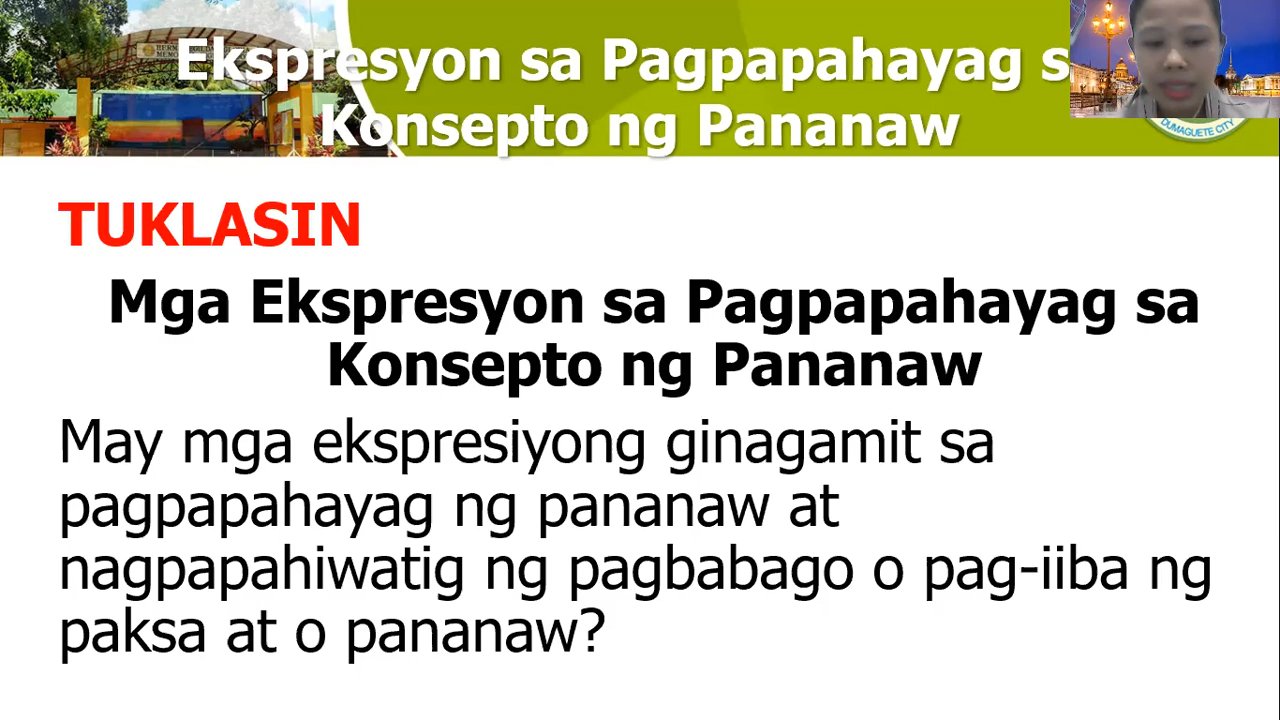 Ekspresyon sa Pagpapahayag s
Konsepto ng Pananaw
DUMAGUETE CITY
TUKLASIN
Mga Ekspresyon sa Pagpapahayag sa
Konsepto ng Pananaw
May mga ekspresiyong ginagamit sa
pagpapahayag ng pananaw at
nagpapahiwatig ng pagbabago o pag-iiba ng
paksa at o pananaw?